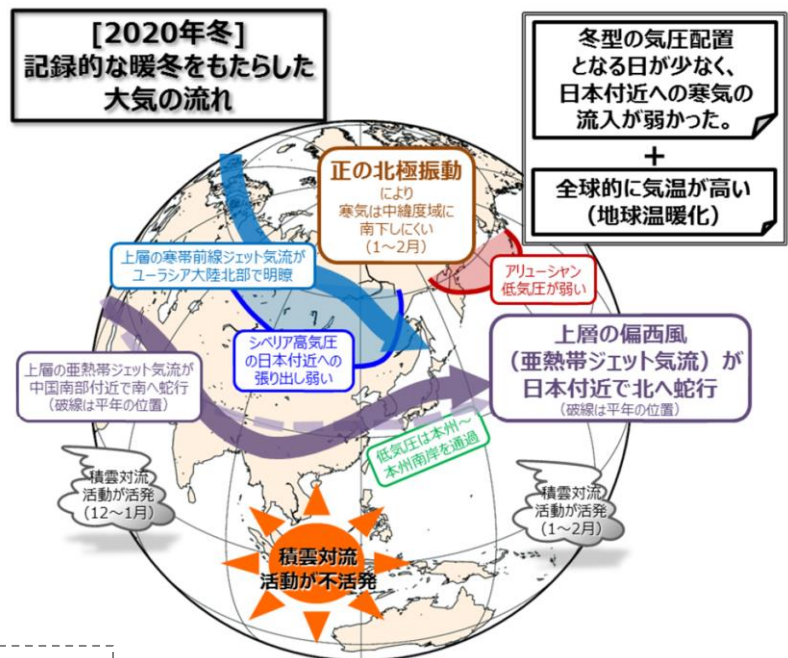 [2020年冬]
記録的な暖冬をもたらした
大気の流れ
冬型の気圧配置
となる日が少なく、
日本付近への寒気の
流入が弱かった。
+
全球的に気温が高い
(地球温暖化)
正の北極振動
により
寒気は中緯度域に
南下しにくい
(1~2月)
上層の寒帯前線ジェット気流が
ユーラシア大陸北部で明瞭
アリューシャン
低気圧が弱い
シベリア高気圧
の日本付近への
張り出し弱い
上層の偏西風
(亜熱帯ジェット気流)が
日本付近で北へ蛇行
(破線は平年の位置)
上層の亜熱帯ジェット気流が
中国南部付近で南へ蛇行
(破線は平年の位置)
低気圧は本州~
本州南岸を通過
積雲対流
活動が活発
(12~1月)
積雲対流
活動が活発
(1~2月)
積雲対流
活動が不活発